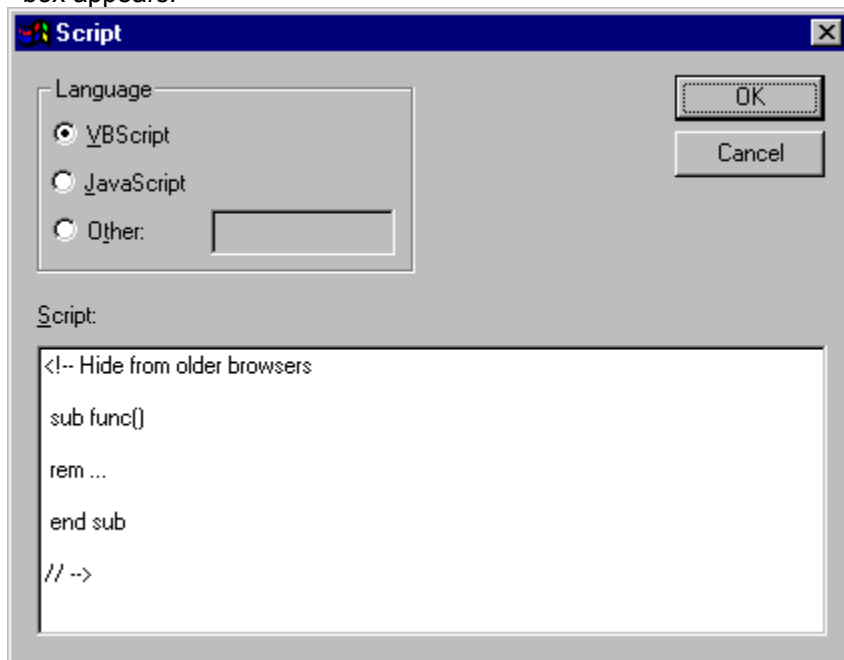 box appears.
Script
Language
VBScript
JavaScript
Other:
OK
Cancel
Script:
<!-- Hide from older browsers
sub func()
rem ...
end sub
// -->